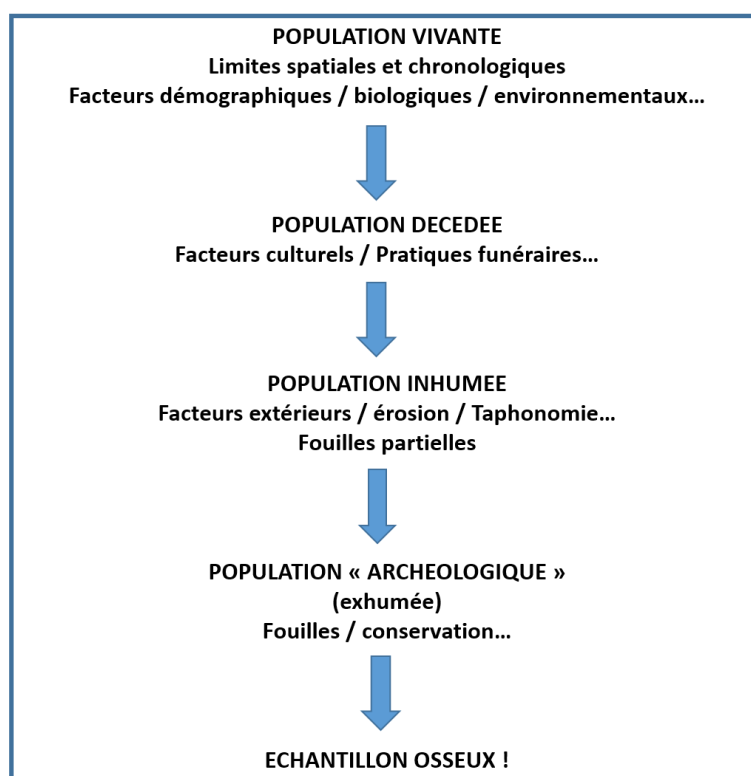 POPULATION VIVANTE
Limites spatiales et chronologiques
Facteurs démographiques / biologiques / environnementaux…
POPULATION DECEDEE
Facteurs culturels / Pratiques funéraires…
POPULATION INHUMEE
Facteurs extérieurs / érosion / Taphonomie…
Fouilles partielles
POPULATION « ARCHEOLOGIQUE »
(exhumée)
Fouilles / conservation…
ECHANTILLON OSSEUX !